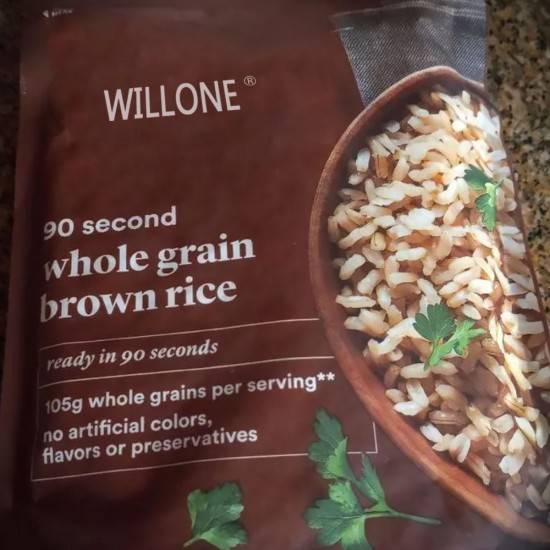 WILLONE®
90 second
whole grain
brown rice
ready in 90 seconds
105g whole grains per serving**
no artificial colors,
flavors or preservatives